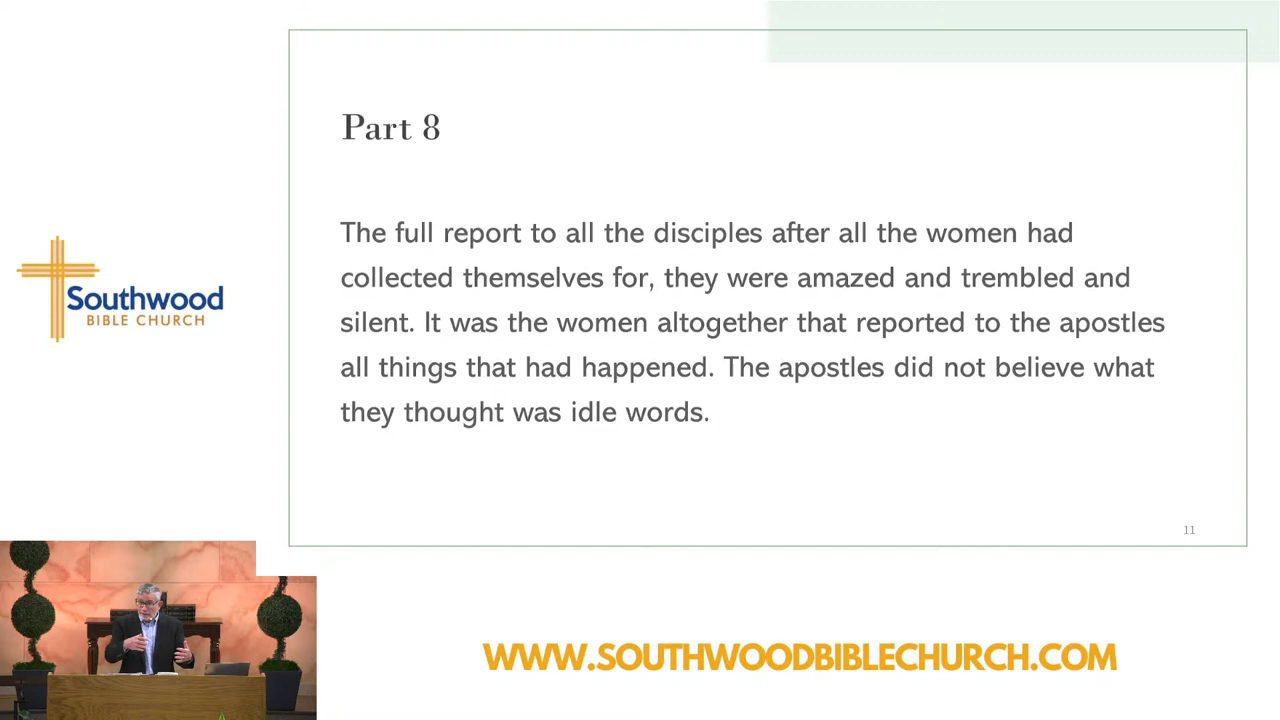 Part 8
The full report to all the disciples after all the women had
collected themselves for, they were amazed and trembled and
silent. It was the women altogether that reported to the apostles
all things that had happened. The apostles did not believe what
they thought was idle words.
11
Southwood
BIBLE CHURCH
WWW.SOUTHWOODBIBLECHURCH.COM